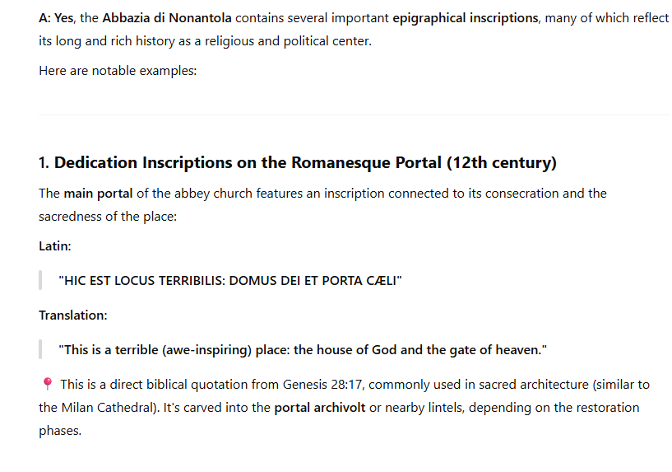 A: Yes, the Abbazia di Nonantola contains several important epigraphical inscriptions, many of which reflect
its long and rich history as a religious and political center.
Here are notable examples:
1. Dedication Inscriptions on the Romanesque Portal (12th century)
The main portal of the abbey church features an inscription connected to its consecration and the
sacredness of the place:
Latin:
"HIC EST LOCUS TERRIBILIS: DOMUS DEI ET PORTA CÆLI"
Translation:
"This is a terrible (awe-inspiring) place: the house of God and the gate of heaven."
📍 This is a direct biblical quotation from Genesis 28:17, commonly used in sacred architecture (similar to
the Milan Cathedral). It's carved into the portal archivolt or nearby lintels, depending on the restoration
phases.